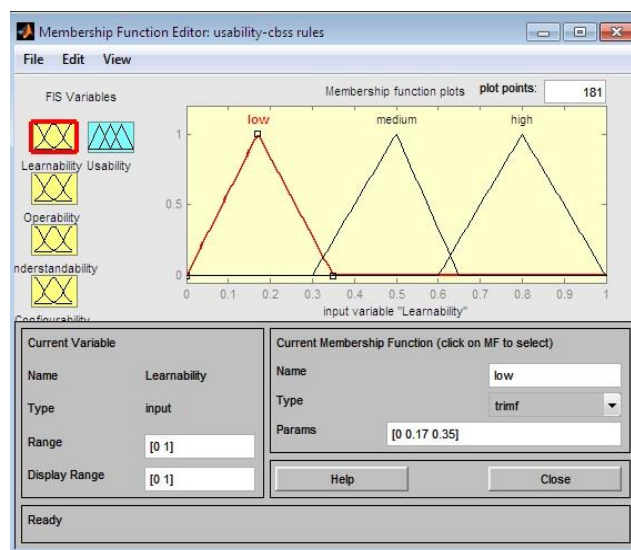 Membership Function Editor: usability-cbss rules
File Edit View
FIS Variables
Membership function plots
plot points:
181
Learnability Usability
Operability
nderstandability
Configurability
low medium high
1
0.5
0
0 0.1 0.2 0.3 0.4 0.5 0.6 0.7 0.8 0.9 1
input variable "Learnability"
Current Variable
Name Learnability
Type input
Range [0 1]
Display Range [0 1]
Current Membership Function (click on MF to select)
Name low
Type trimf
Params [0 0.17 0.35]
Help Close
Ready